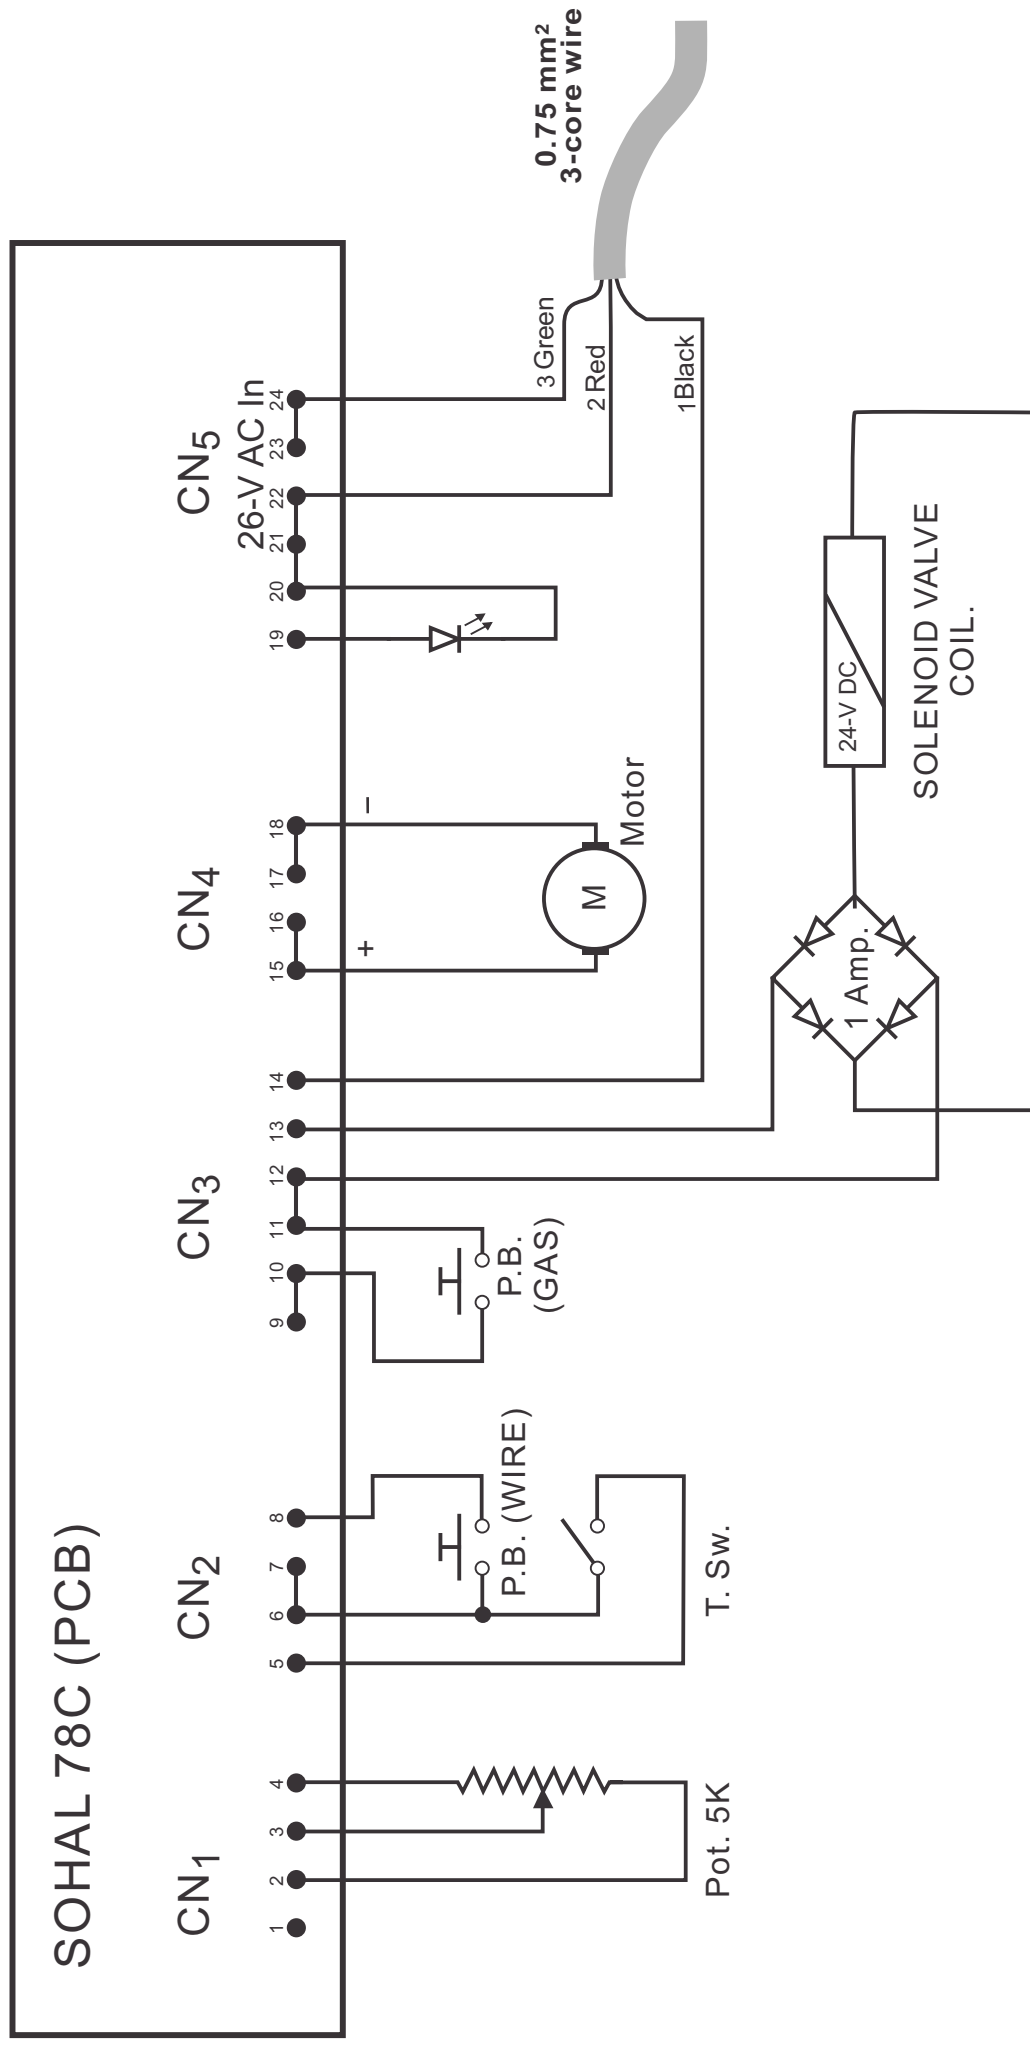 SOHAL 78C (PCB)
CN1
CN2
CN3
CN4
CN5
26-V AC In
1
2
3
4
5
6
7
8
9
10
11
12
13
14
15
16
17
18
19
20
21
22
23
24
+
–
Pot. 5K
P.B. (WIRE)
T. Sw.
P.B.
(GAS)
M
Motor
3 Green
2 Red
1Black
0.75 mm²
3-core wire
1 Amp.
24-V DC
SOLENOID VALVE
COIL.